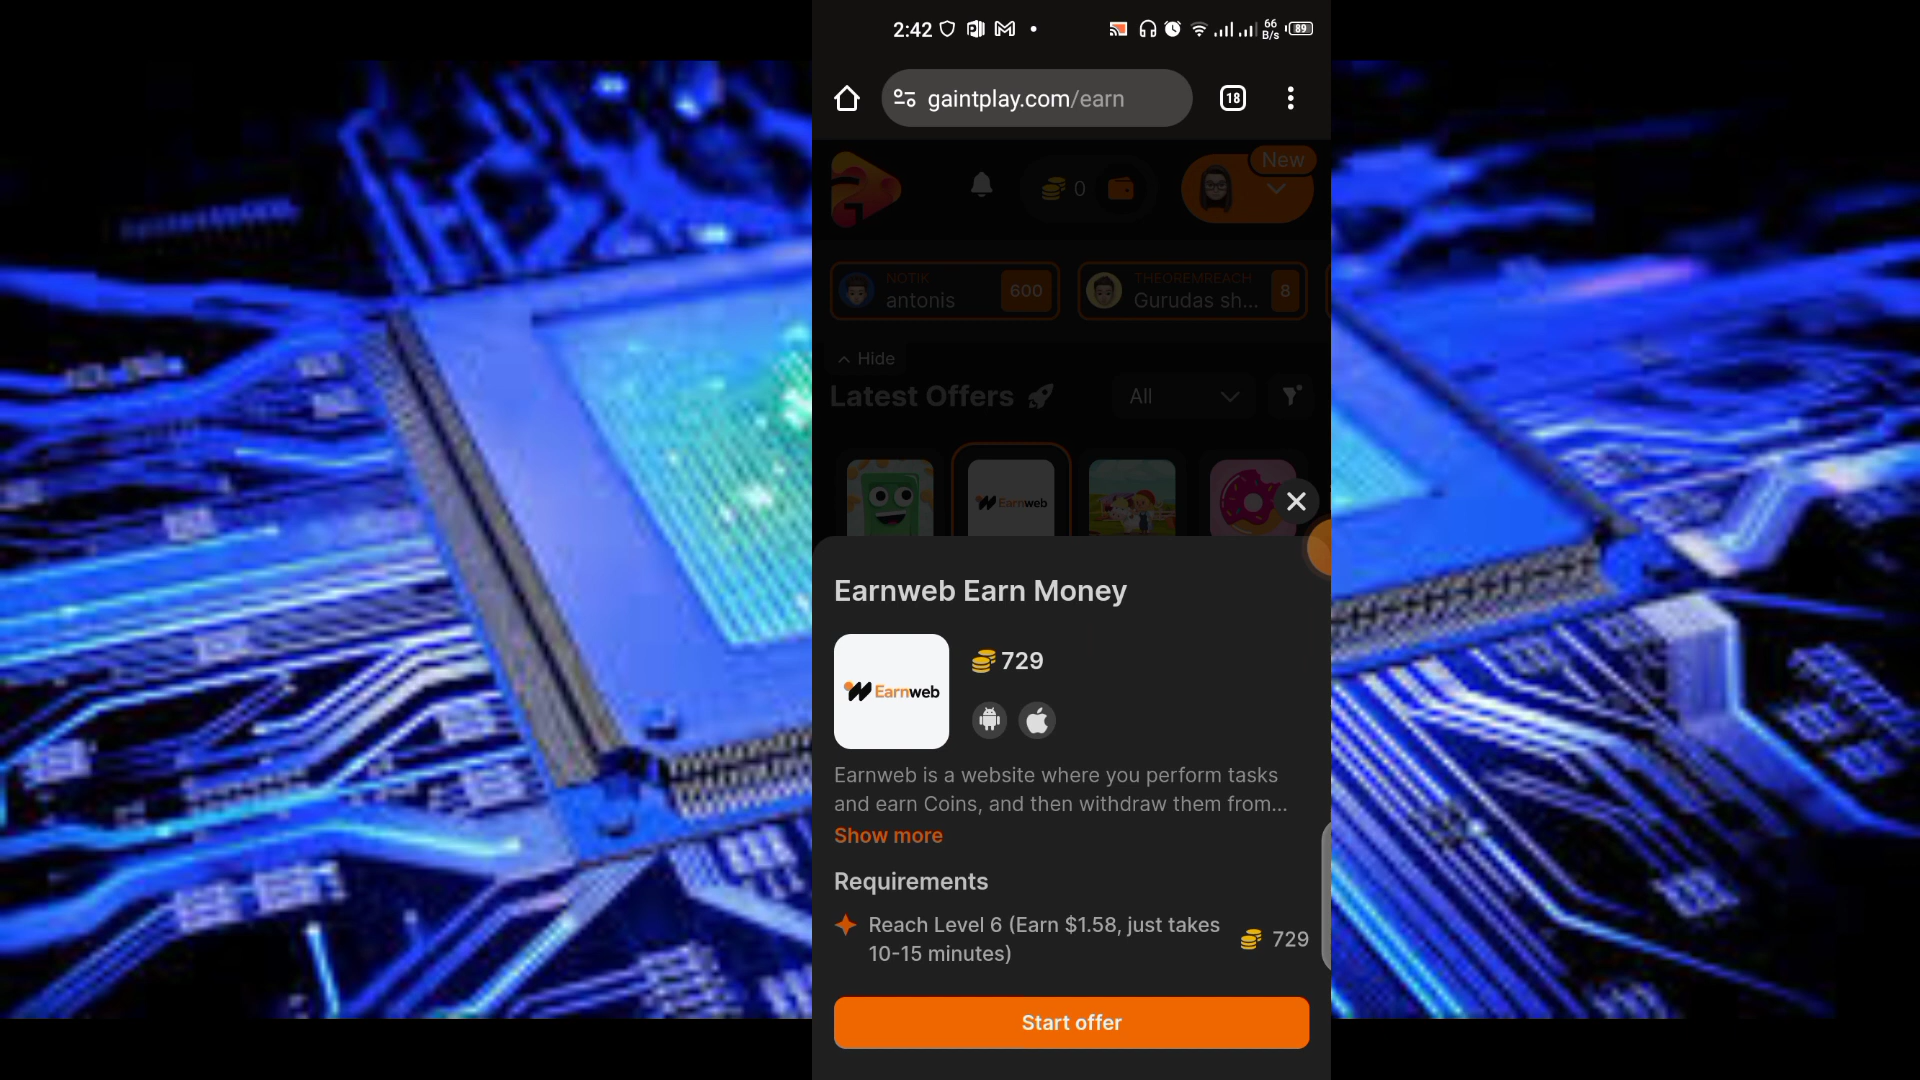 2:42
66
B/s
89
gaintplay.com/earn
18
New
0
NOTIK
antonis
600
THEOREMREACH
Gurudas sh...
8
Hide
Latest Offers
All
Earnweb
Earnweb Earn Money
Earnweb
729
Earnweb is a website where you perform tasks
and earn Coins, and then withdraw them from...
Show more
Requirements
Reach Level 6 (Earn $1.58, just takes
10-15 minutes)
729
Start offer